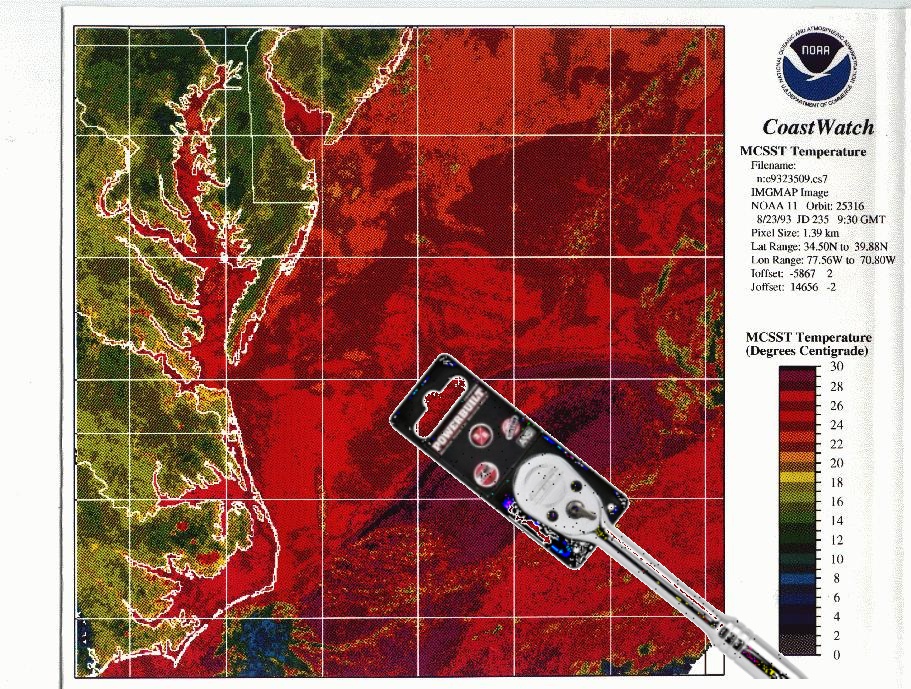 NOAA
NATIONAL OCEANIC AND ATMOSPHERIC ADMINISTRATION
U.S. DEPARTMENT OF COMMERCE
CoastWatch
MCSST Temperature
Filename:
n:c9323509.cs7
IMGMAP Image
NOAA 11 Orbit: 25316
8/23/93 JD 235 9:30 GMT
Pixel Size: 1.39 km
Lat Range: 34.50N to 39.88N
Lon Range: 77.56W to 70.80W
Ioffset: -5867 2
Joffset: 14656 -2
MCSST Temperature
(Degrees Centigrade)
30
28
26
24
22
20
18
16
14
12
10
8
6
4
2
0
POWERBUILT